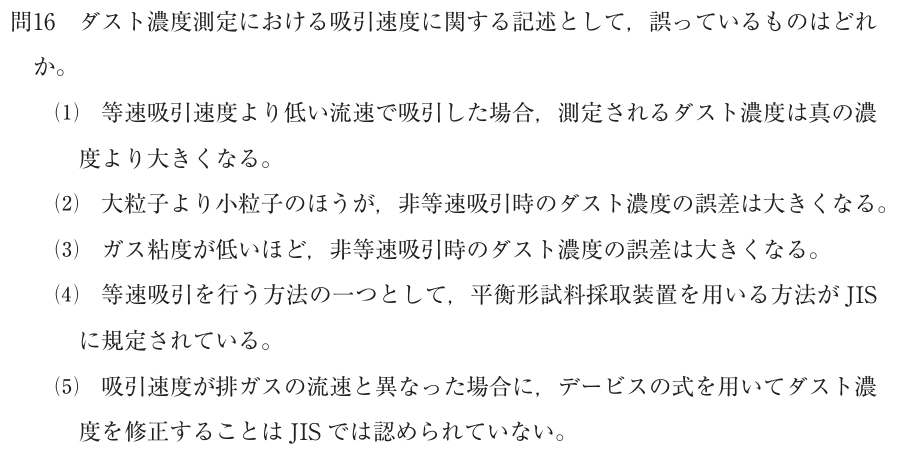 問16　ダスト濃度測定における吸引速度に関する記述として，誤っているものはどれ
か。
⑴　等速吸引速度より低い流速で吸引した場合，測定されるダスト濃度は真の濃
度より大きくなる。
⑵　大粒子より小粒子のほうが，非等速吸引時のダスト濃度の誤差は大きくなる。
⑶　ガス粘度が低いほど，非等速吸引時のダスト濃度の誤差は大きくなる。
⑷　等速吸引を行う方法の一つとして，平衡形試料採取装置を用いる方法が JIS
に規定されている。
⑸　吸引速度が排ガスの流速と異なった場合に，デービスの式を用いてダスト濃
度を修正することは JIS では認められていない。